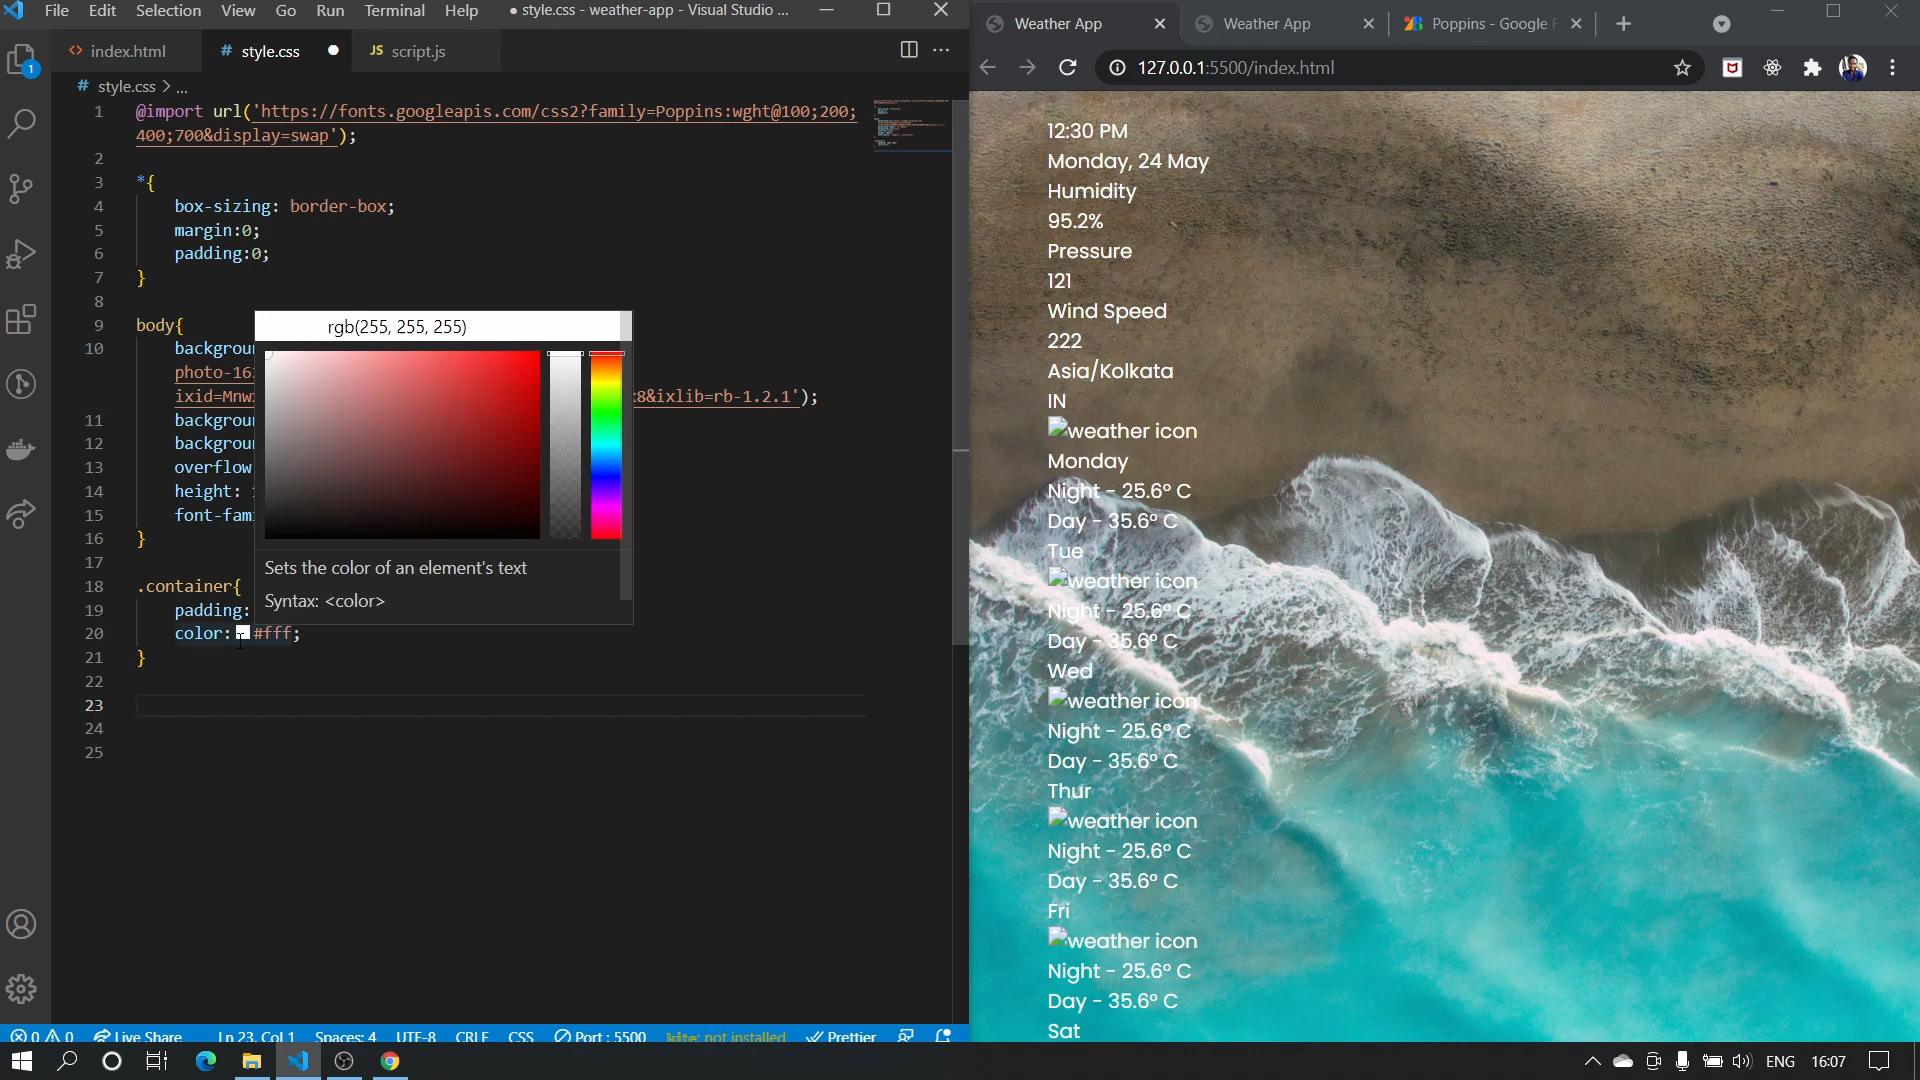 File Edit Selection View Go Run Terminal Help ● style.css - weather-app - Visual Studio ...
index.html # style.css ● JS script.js
1
# style.css > ...
1 @import url('https://fonts.googleapis.com/css2?family=Poppins:wght@100;200;
400;700&display=swap');
2
3 *{
4 box-sizing: border-box;
5 margin:0;
6 padding:0;
7 }
8
9 body{
rgb(255, 255, 255)
10
photo-16
ixid=Mnw
8&ixlib=rb-1.2.1');
11
12
13 overflow
14 height:
15 font-fam
16 }
17
Sets the color of an element's text
Syntax: <color>
18 .container{
19 padding:
20 color: #fff;
21 }
22
23
24
25
0 0 Live Share Ln 23, Col 1 Spaces: 4 UTF-8 CRLF CSS Port : 5500 kite: not installed Prettier
Weather App Weather App Poppins - Google F
127.0.0.1:5500/index.html
12:30 PM
Monday, 24 May
Humidity
95.2%
Pressure
121
Wind Speed
222
Asia/Kolkata
IN
weather icon
Monday
Night - 25.6° C
Day - 35.6° C
Tue
weather icon
Night - 25.6° C
Day - 35.6° C
Wed
weather icon
Night - 25.6° C
Day - 35.6° C
Thur
weather icon
Night - 25.6° C
Day - 35.6° C
Fri
weather icon
Night - 25.6° C
Day - 35.6° C
Sat
ENG 16:07